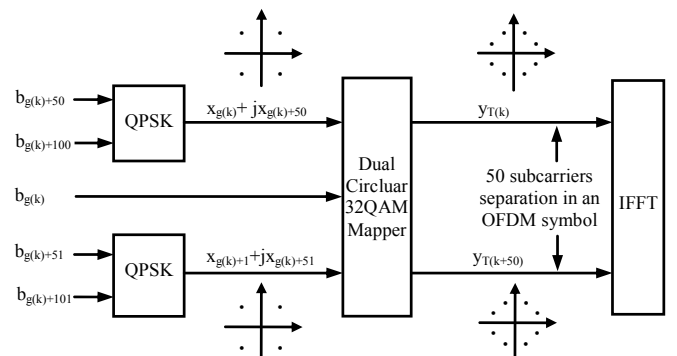 b_g(k)+50
b_g(k)+100
QPSK
x_g(k)+ jx_g(k)+50
y_T(k)
b_g(k)
Dual
Circluar
32QAM
Mapper
50 subcarriers
separation in an
OFDM symbol
IFFT
b_g(k)+51
b_g(k)+101
QPSK
x_g(k)+1+jx_g(k)+51
y_T(k+50)